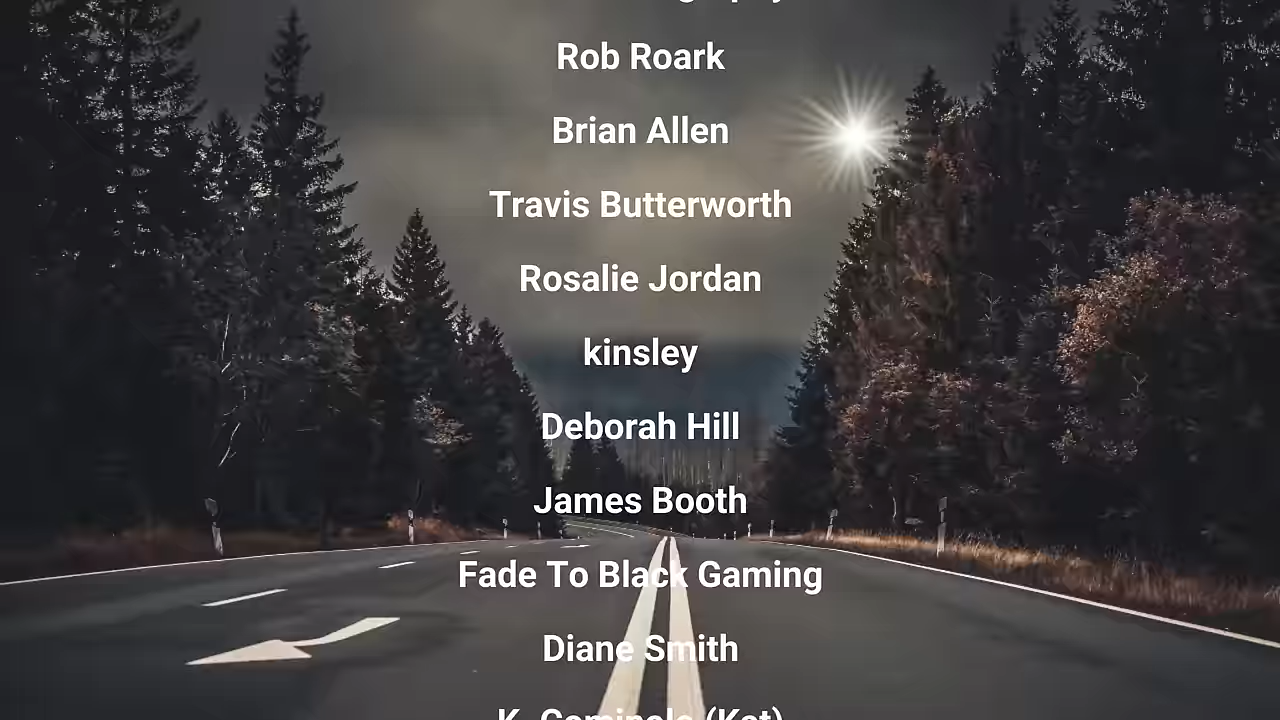 Rob Roark
Brian Allen
Travis Butterworth
Rosalie Jordan
kinsley
Deborah Hill
James Booth
Fade To Black Gaming
Diane Smith